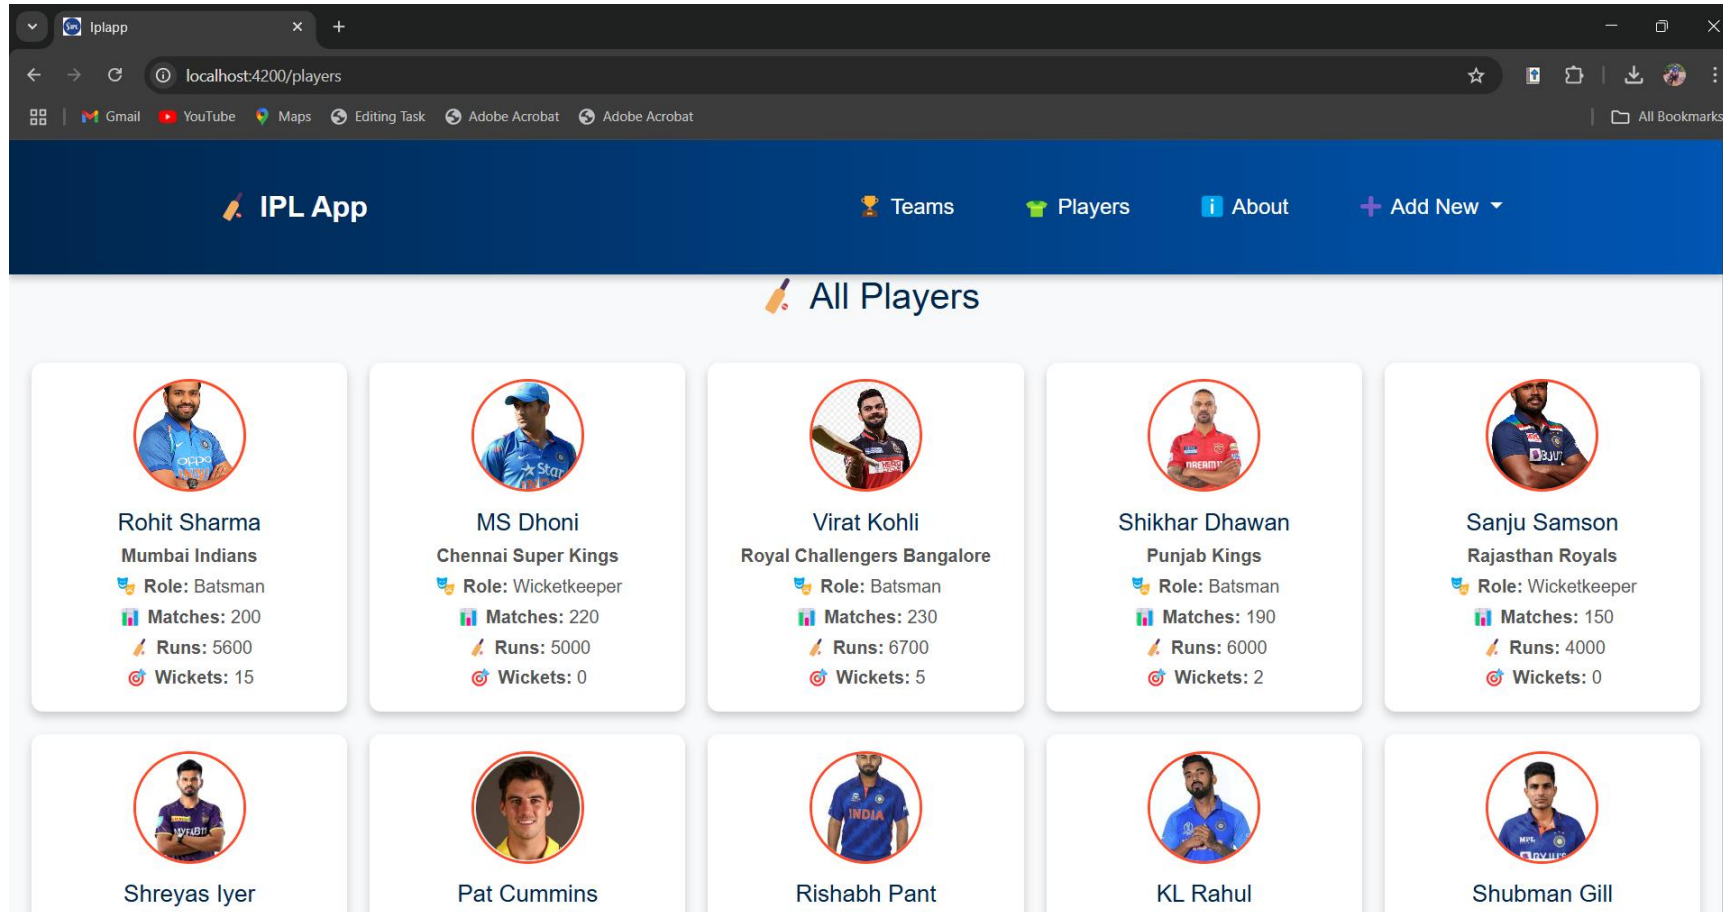 Iplapp
localhost:4200/players
Gmail YouTube Maps Editing Task Adobe Acrobat Adobe Acrobat All Bookmarks
IPL App Teams Players About Add New
All Players
Rohit Sharma
Mumbai Indians
Role: Batsman
Matches: 200
Runs: 5600
Wickets: 15
MS Dhoni
Chennai Super Kings
Role: Wicketkeeper
Matches: 220
Runs: 5000
Wickets: 0
Virat Kohli
Royal Challengers Bangalore
Role: Batsman
Matches: 230
Runs: 6700
Wickets: 5
Shikhar Dhawan
Punjab Kings
Role: Batsman
Matches: 190
Runs: 6000
Wickets: 2
Sanju Samson
Rajasthan Royals
Role: Wicketkeeper
Matches: 150
Runs: 4000
Wickets: 0
Shreyas Iyer
Pat Cummins
INDIA
Rishabh Pant
KL Rahul
Shubman Gill